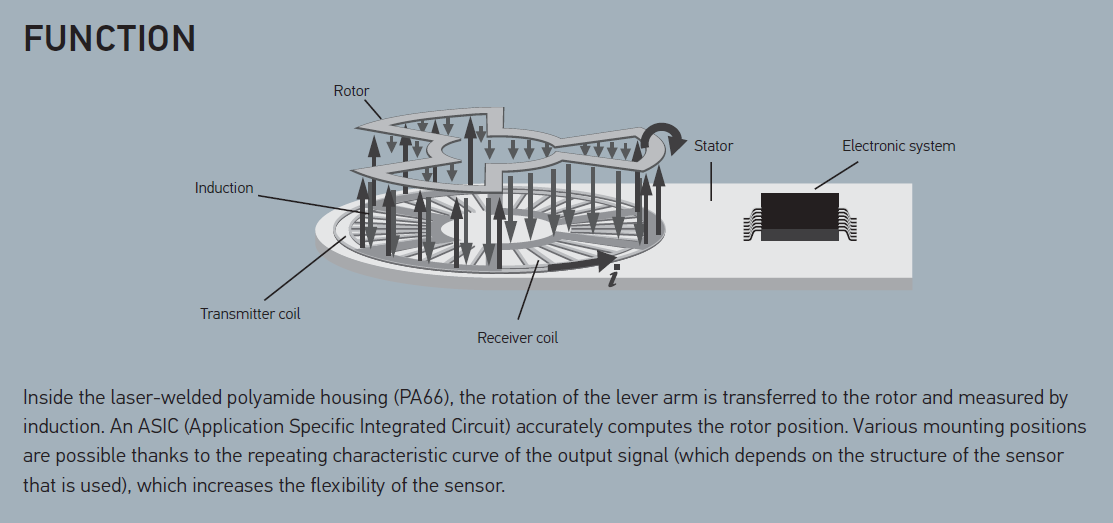 FUNCTION
Rotor
Stator
Electronic system
Induction
Transmitter coil
Receiver coil
i
Inside the laser-welded polyamide housing (PA66), the rotation of the lever arm is transferred to the rotor and measured by
induction. An ASIC (Application Specific Integrated Circuit) accurately computes the rotor position. Various mounting positions
are possible thanks to the repeating characteristic curve of the output signal (which depends on the structure of the sensor
that is used), which increases the flexibility of the sensor.